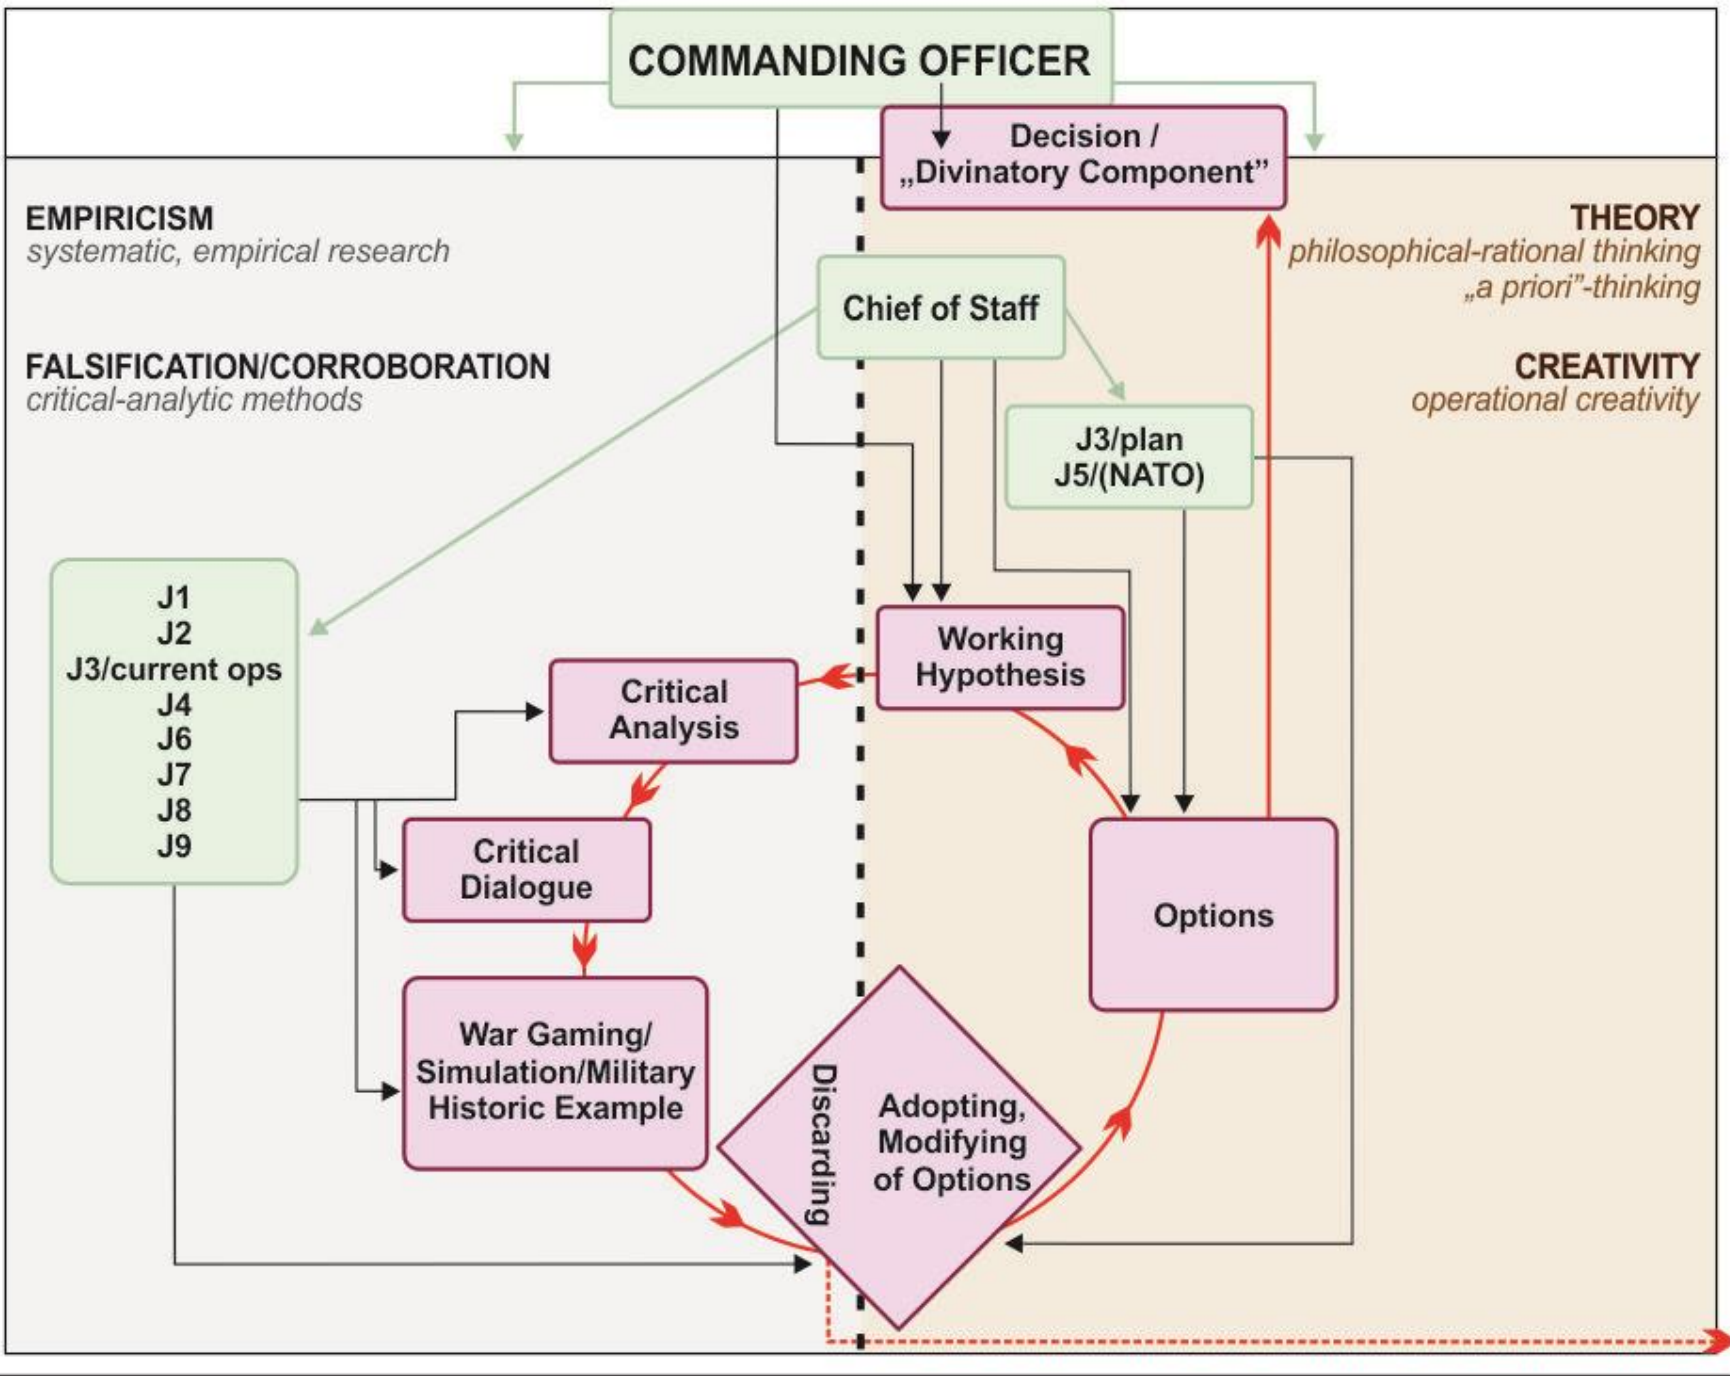 COMMANDING OFFICER
Decision /
„Divinatory Component”
EMPIRICISM
systematic, empirical research
THEORY
philosophical-rational thinking
„a priori”-thinking
Chief of Staff
FALSIFICATION/CORROBORATION
critical-analytic methods
CREATIVITY
operational creativity
J3/plan
J5/(NATO)
J1
J2
J3/current ops
J4
J6
J7
J8
J9
Working
Hypothesis
Critical
Analysis
Critical
Dialogue
Options
War Gaming/
Simulation/Military
Historic Example
Discarding
Adopting,
Modifying
of Options